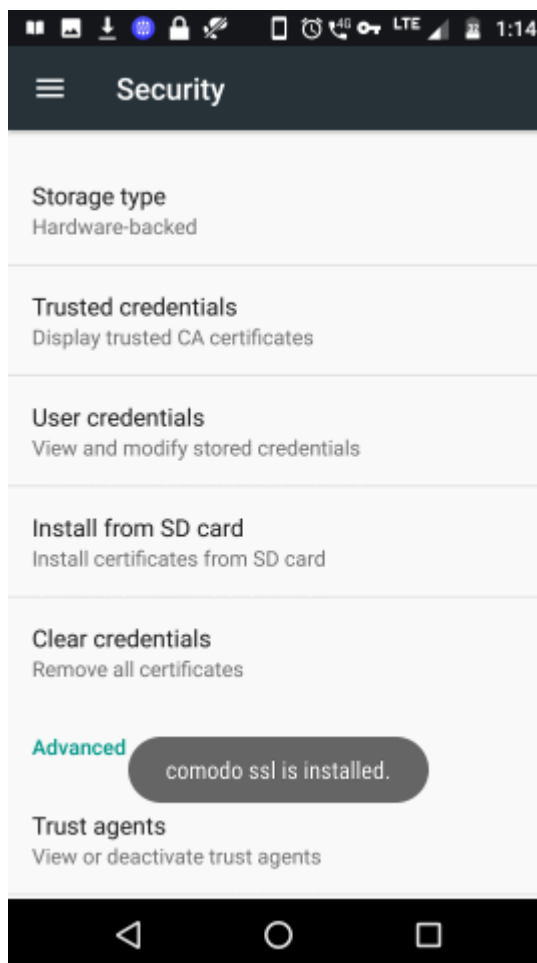 4G LTE 1:14
Security
Storage type
Hardware-backed
Trusted credentials
Display trusted CA certificates
User credentials
View and modify stored credentials
Install from SD card
Install certificates from SD card
Clear credentials
Remove all certificates
Advanced
comodo ssl is installed.
Trust agents
View or deactivate trust agents